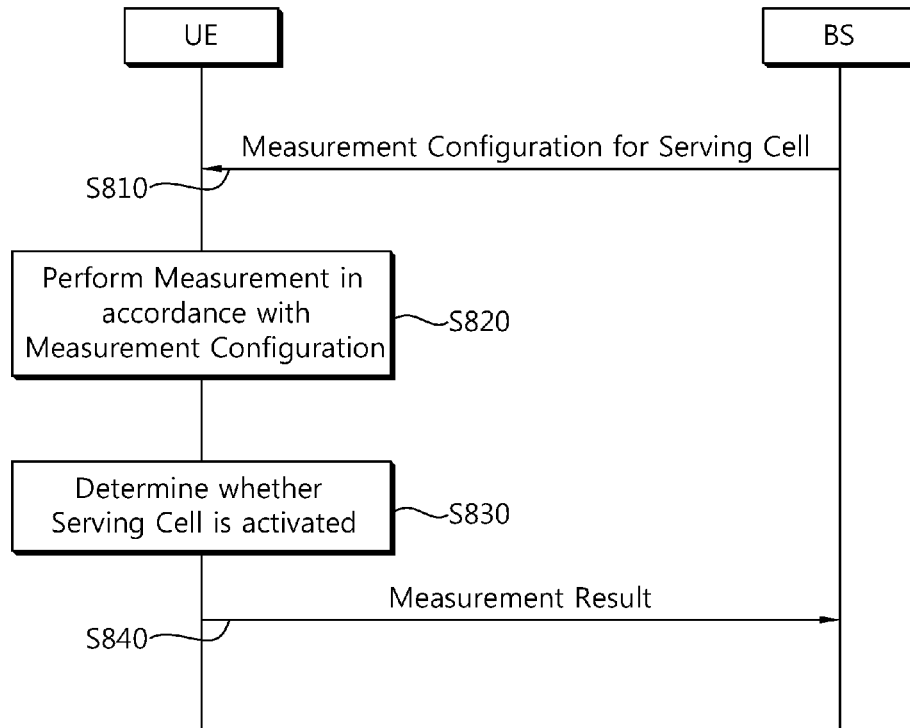 UE
BS
Measurement Configuration for Serving Cell
S810
Perform Measurement in
accordance with
Measurement Configuration
S820
Determine whether
Serving Cell is activated
S830
Measurement Result
S840